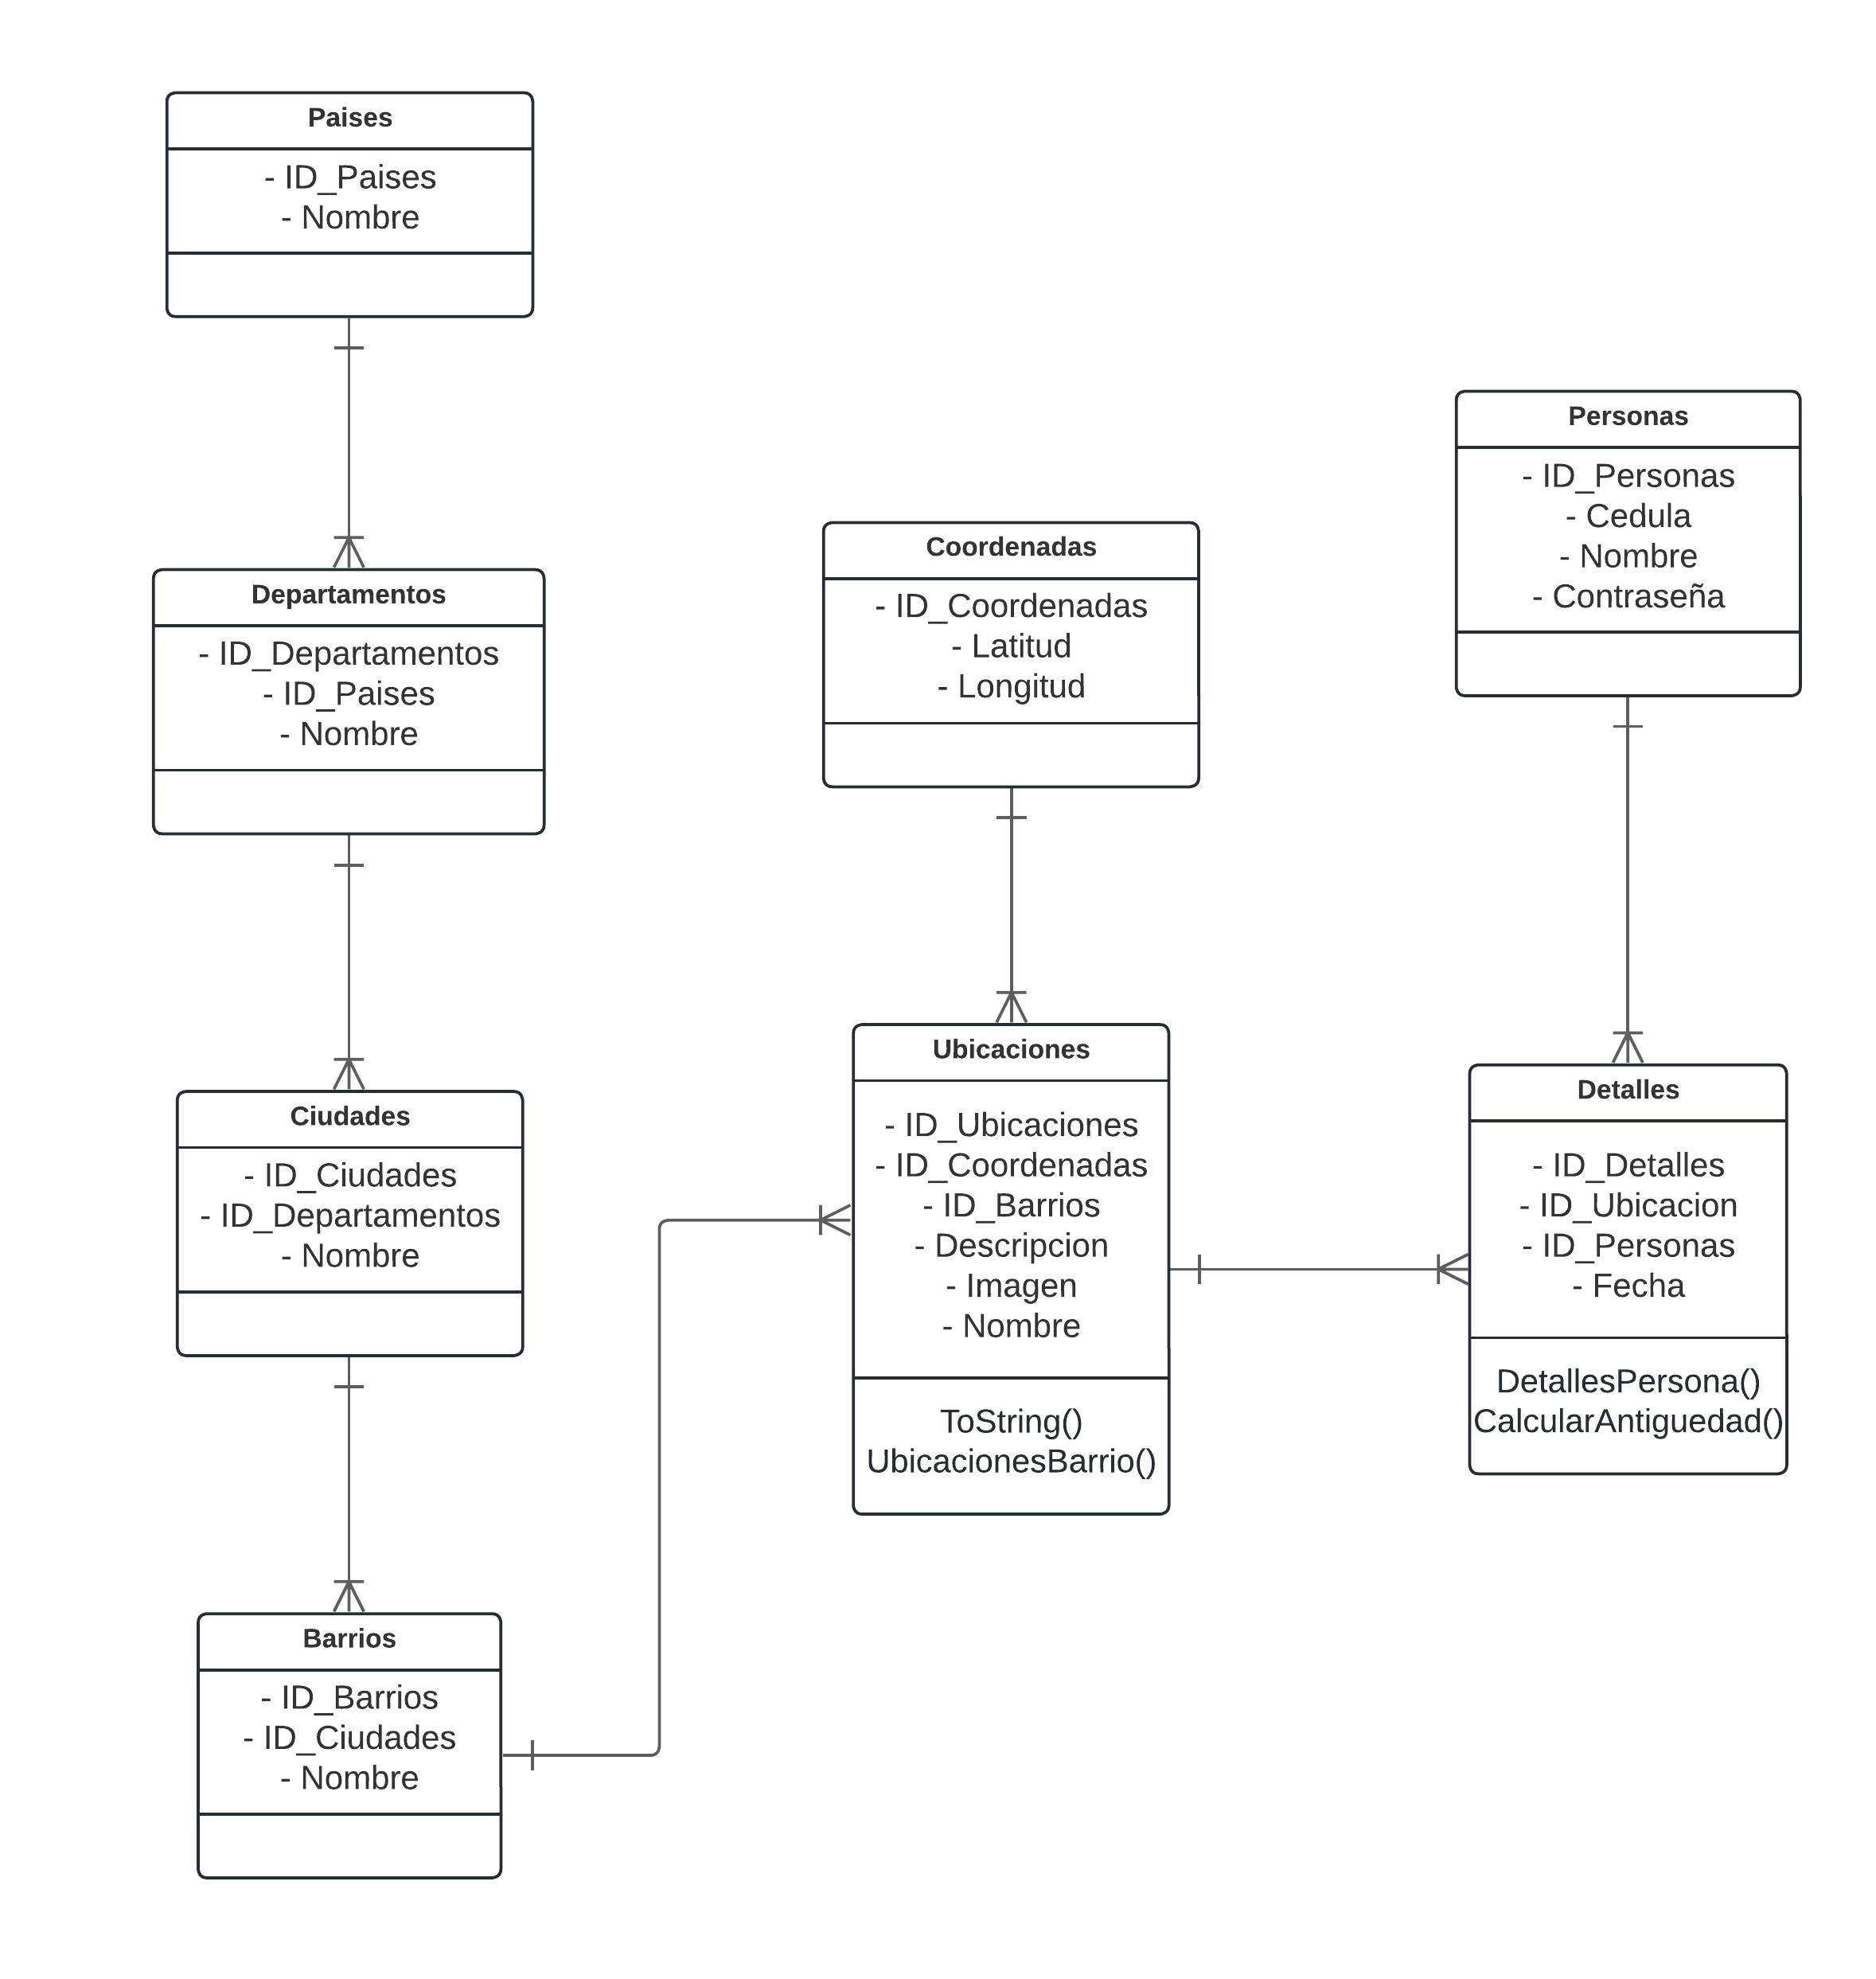 Paises
- ID_Paises
- Nombre
Departamentos
- ID_Departamentos
- ID_Paises
- Nombre
Ciudades
- ID_Ciudades
- ID_Departamentos
- Nombre
Barrios
- ID_Barrios
- ID_Ciudades
- Nombre
Coordenadas
- ID_Coordenadas
- Latitud
- Longitud
Ubicaciones
- ID_Ubicaciones
- ID_Coordenadas
- ID_Barrios
- Descripcion
- Imagen
- Nombre
ToString()
UbicacionesBarrio()
Personas
- ID_Personas
- Cedula
- Nombre
- Contraseña
Detalles
- ID_Detalles
- ID_Ubicacion
- ID_Personas
- Fecha
DetallesPersona()
CalcularAntiguedad()